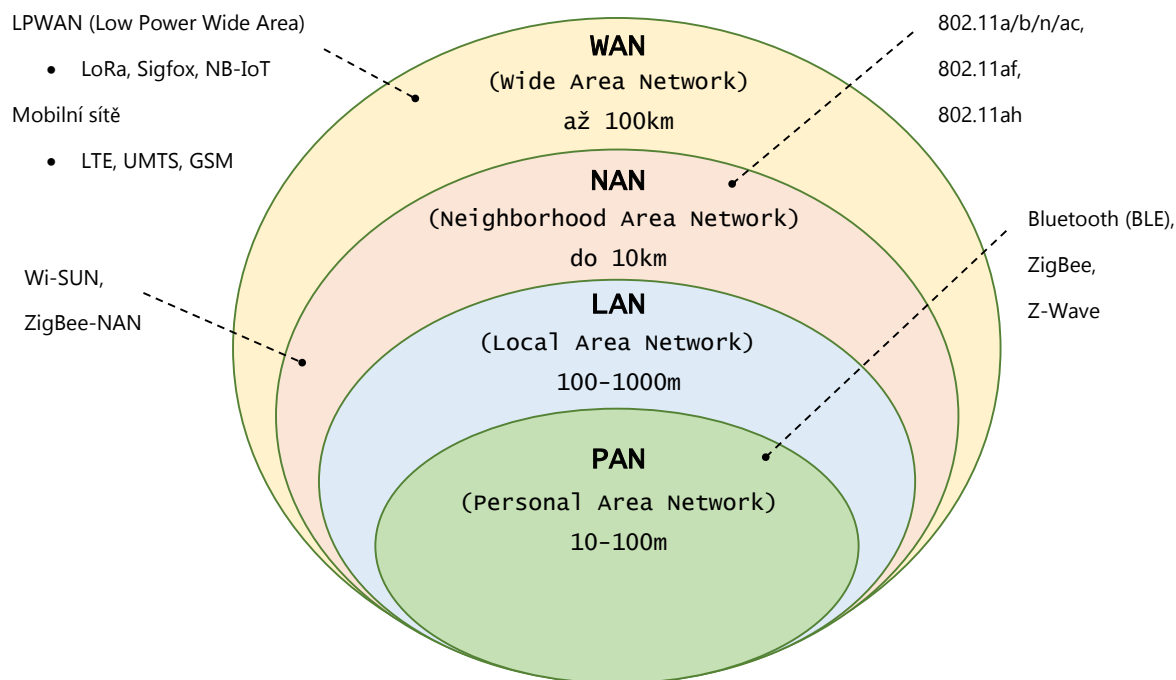 LPWAN (Low Power Wide Area)
• LoRa, Sigfox, NB-IoT
Mobilní sítě
• LTE, UMTS, GSM
WAN
(Wide Area Network)
až 100km
802.11a/b/n/ac,
802.11af,
802.11ah
NAN
(Neighborhood Area Network)
do 10km
Wi-SUN,
ZigBee-NAN
Bluetooth (BLE),
ZigBee,
Z-Wave
LAN
(Local Area Network)
100–1000m
PAN
(Personal Area Network)
10–100m